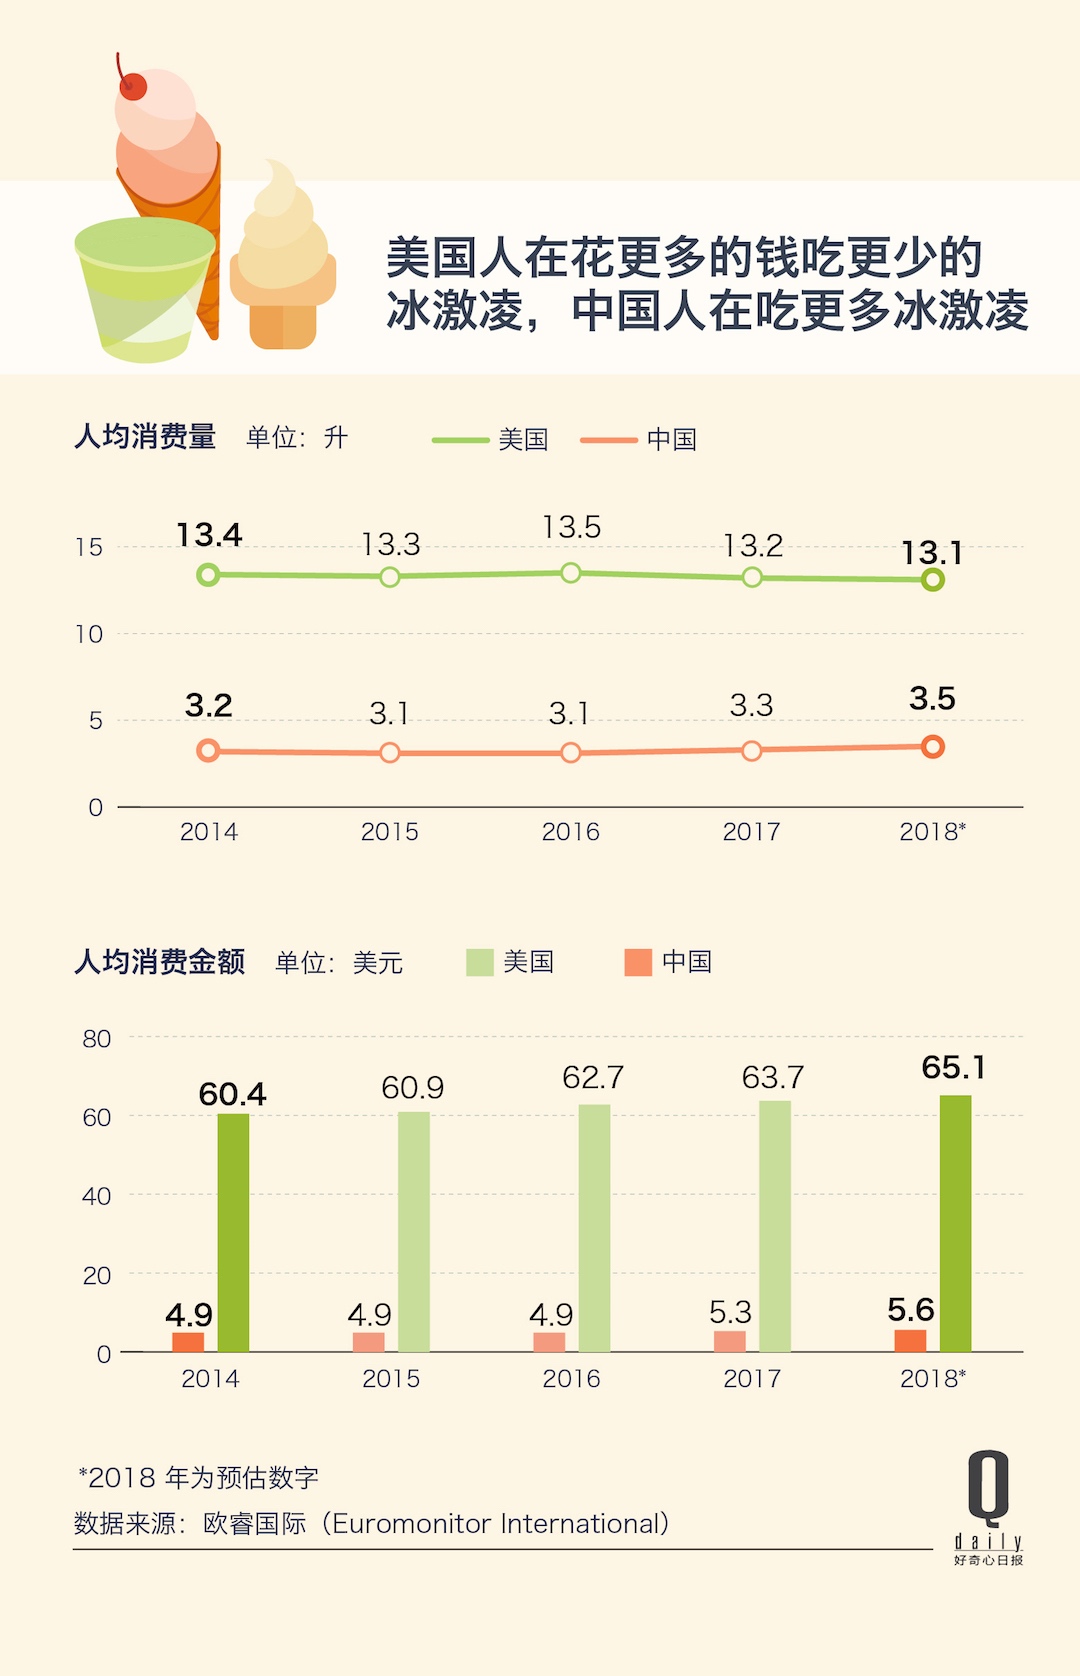 美国人在花更多的钱吃更少的
冰激凌，中国人在吃更多冰激凌
人均消费量 单位：升 美国 中国
13.4 13.3 13.5 13.2 13.1
15
10
3.2 3.1 3.1 3.3 3.5
5
0
2014 2015 2016 2017 2018*
人均消费金额 单位：美元 美国 中国
80
60.4 60.9 62.7 63.7 65.1
60
40
20
4.9 4.9 4.9 5.3 5.6
0
2014 2015 2016 2017 2018*
*2018 年为预估数字
数据来源：欧睿国际（Euromonitor International）
Q
daily
好奇心日报